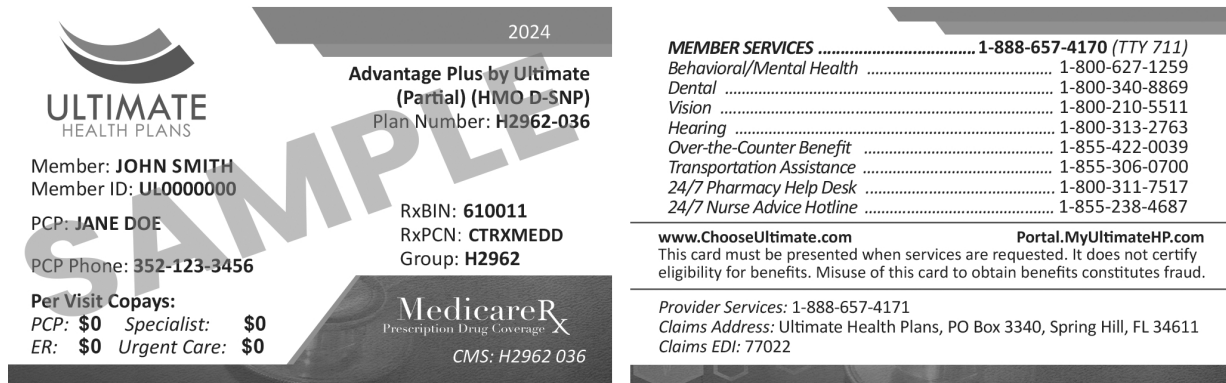 2024
ULTIMATE
HEALTH PLANS
Advantage Plus by Ultimate
(Partial) (HMO D-SNP)
Plan Number: H2962-036
SAMPLE
Member: JOHN SMITH
Member ID: UL0000000
PCP: JANE DOE
PCP Phone: 352-123-3456
RxBIN: 610011
RxPCN: CTRXMEDD
Group: H2962
Per Visit Copays:
PCP: $0 Specialist: $0
ER: $0 Urgent Care: $0
MedicareRx
Prescription Drug Coverage
CMS: H2962 036
MEMBER SERVICES ................................1-888-657-4170 (TTY 711)
Behavioral/Mental Health ....................................... 1-800-627-1259
Dental .................................................................... 1-800-340-8869
Vision ..................................................................... 1-800-210-5511
Hearing .................................................................. 1-800-313-2763
Over-the-Counter Benefit ........................................ 1-855-422-0039
Transportation Assistance ........................................ 1-855-306-0700
24/7 Pharmacy Help Desk ........................................ 1-800-311-7517
24/7 Nurse Advice Hotline ........................................ 1-855-238-4687
www.ChooseUltimate.com Portal.MyUltimateHP.com
This card must be presented when services are requested. It does not certify
eligibility for benefits. Misuse of this card to obtain benefits constitutes fraud.
Provider Services: 1-888-657-4171
Claims Address: Ultimate Health Plans, PO Box 3340, Spring Hill, FL 34611
Claims EDI: 77022